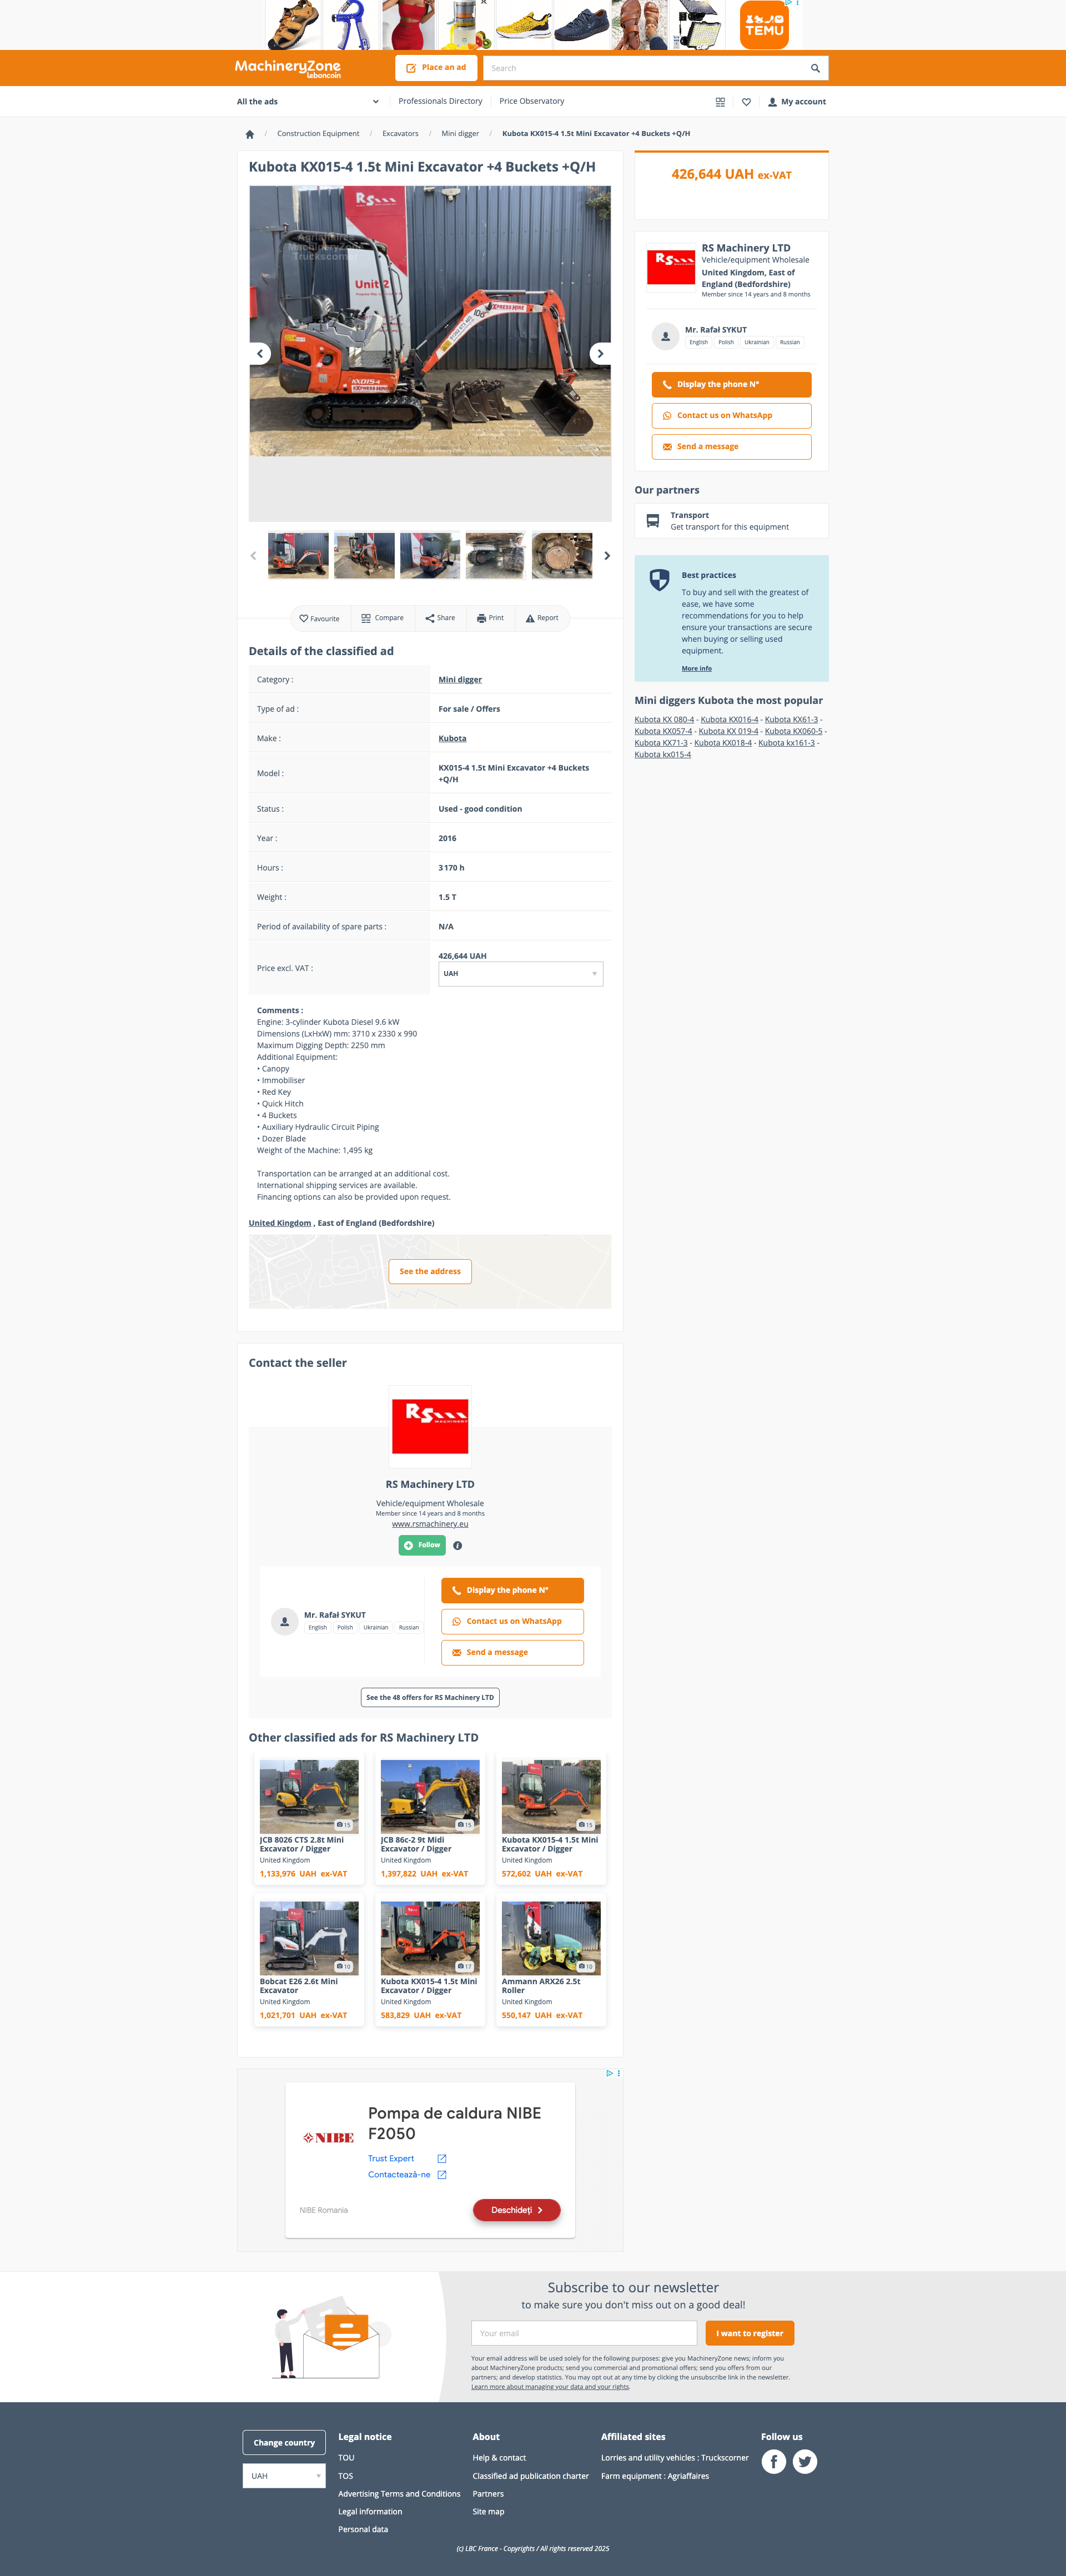 TEMU
MachineryZone
leboncoin
Place an ad
Search
All the ads
Professionals Directory
Price Observatory
My account
/ Construction Equipment / Excavators / Mini digger / Kubota KX015-4 1.5t Mini Excavator +4 Buckets +Q/H
Kubota KX015-4 1.5t Mini Excavator +4 Buckets +Q/H
Agriaffaires
MachineryZone
Truckscorner
Unit 2
EXPRESS HIRE
KX015-4
EXPRESS HIRE
Favourite
Compare
Share
Print
Report
Details of the classified ad
Category :
Mini digger
Type of ad :
For sale / Offers
Make :
Kubota
Model :
KX015-4 1.5t Mini Excavator +4 Buckets
+Q/H
Status :
Used - good condition
Year :
2016
Hours :
3 170 h
Weight :
1.5 T
Period of availability of spare parts :
N/A
Price excl. VAT :
426,644 UAH
UAH
Comments :
Engine: 3-cylinder Kubota Diesel 9.6 kW
Dimensions (LxHxW) mm: 3710 x 2330 x 990
Maximum Digging Depth: 2250 mm
Additional Equipment:
• Canopy
• Immobiliser
• Red Key
• Quick Hitch
• 4 Buckets
• Auxiliary Hydraulic Circuit Piping
• Dozer Blade
Weight of the Machine: 1,495 kg
Transportation can be arranged at an additional cost.
International shipping services are available.
Financing options can also be provided upon request.
United Kingdom , East of England (Bedfordshire)
See the address
426,644 UAH ex-VAT
RS MACHINERY
RS Machinery LTD
Vehicle/equipment Wholesale
United Kingdom, East of
England (Bedfordshire)
Member since 14 years and 8 months
Mr. Rafał SYKUT
English Polish Ukrainian Russian
Display the phone N°
Contact us on WhatsApp
Send a message
Our partners
Transport
Get transport for this equipment
Best practices
To buy and sell with the greatest of
ease, we have some
recommendations for you to help
ensure your transactions are secure
when buying or selling used
equipment.
More info
Mini diggers Kubota the most popular
Kubota KX 080-4 - Kubota KX016-4 - Kubota KX61-3 -
Kubota KX057-4 - Kubota KX 019-4 - Kubota KX060-5 -
Kubota KX71-3 - Kubota KX018-4 - Kubota kx161-3 -
Kubota kx015-4
Contact the seller
RS MACHINERY
RS Machinery LTD
Vehicle/equipment Wholesale
Member since 14 years and 8 months
www.rsmachinery.eu
Follow
Mr. Rafał SYKUT
English Polish Ukrainian Russian
Display the phone N°
Contact us on WhatsApp
Send a message
See the 48 offers for RS Machinery LTD
Other classified ads for RS Machinery LTD
15
JCB 8026 CTS 2.8t Mini
Excavator / Digger
United Kingdom
1,133,976 UAH ex-VAT
15
JCB 86c-2 9t Midi
Excavator / Digger
United Kingdom
1,397,822 UAH ex-VAT
15
Kubota KX015-4 1.5t Mini
Excavator / Digger
United Kingdom
572,602 UAH ex-VAT
10
Bobcat E26 2.6t Mini
Excavator
United Kingdom
1,021,701 UAH ex-VAT
17
Kubota KX015-4 1.5t Mini
Excavator / Digger
United Kingdom
583,829 UAH ex-VAT
10
Ammann ARX26 2.5t
Roller
United Kingdom
550,147 UAH ex-VAT
NIBE
Pompa de caldura NIBE
F2050
Trust Expert
Contactează-ne
NIBE Romania
Deschideți
Subscribe to our newsletter
to make sure you don't miss out on a good deal!
Your email
I want to register
Your email address will be used solely for the following purposes: give you MachineryZone news; inform you
about MachineryZone products; send you commercial and promotional offers; send you offers from our
partners; and develop statistics. You may opt out at any time by clicking the unsubscribe link in the newsletter.
Learn more about managing your data and your rights.
Change country
UAH
Legal notice
TOU
TOS
Advertising Terms and Conditions
Legal information
Personal data
About
Help & contact
Classified ad publication charter
Partners
Site map
Affiliated sites
Lorries and utility vehicles : Truckscorner
Farm equipment : Agriaffaires
Follow us
(c) LBC France - Copyrights / All rights reserved 2025